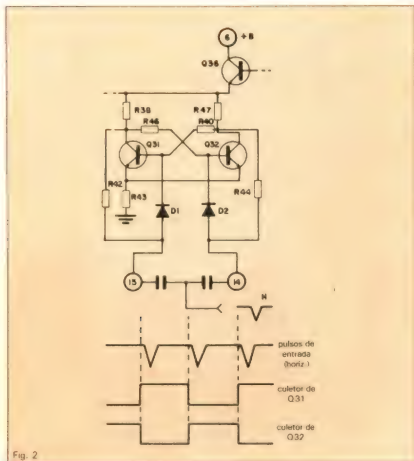 6 +B
Q36
R38
R47
R46
R40
Q31
Q32
R42
R43
R44
D1
D2
15
14
H
pulsos de
entrada
(horiz.)
coletor de
Q31
coletor de
Q32
Fig. 2